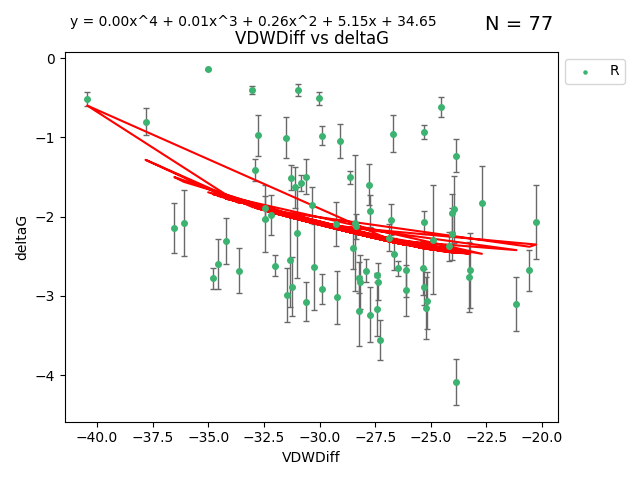 y = 0.00x^4 + 0.01x^3 + 0.26x^2 + 5.15x + 34.65
N = 77
VDWDiff vs deltaG
R
deltaG
0
−1
−2
−3
−4
−40.0 −37.5 −35.0 −32.5 −30.0 −27.5 −25.0 −22.5 −20.0
VDWDiff